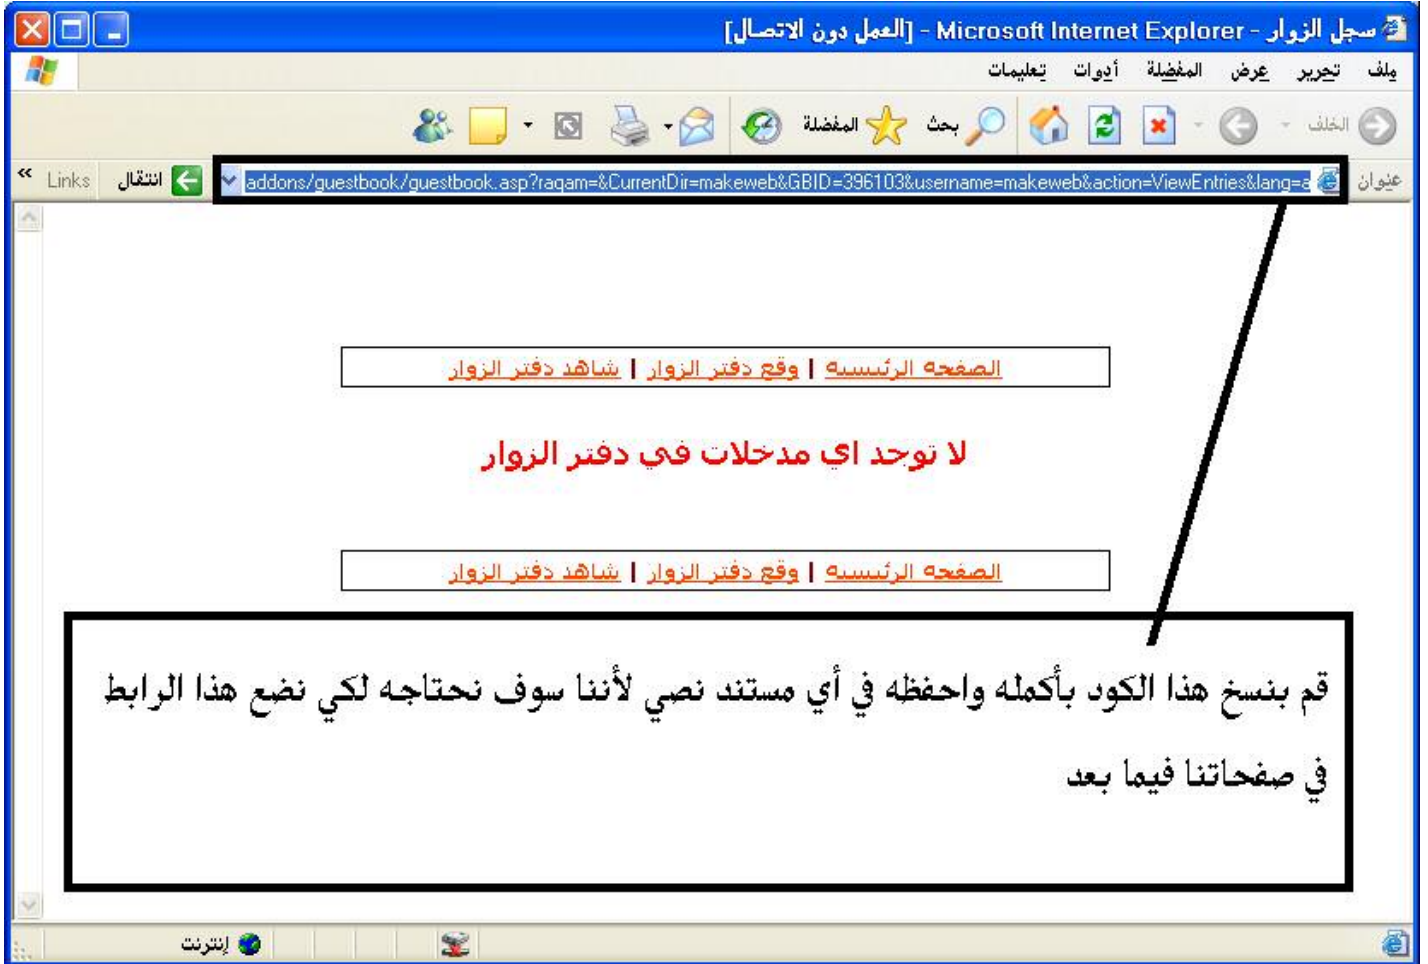 سجل الزوار - Microsoft Internet Explorer - [العمل دون الاتصال]
ملف تحرير عرض المفضلة أدوات تعليمات
الخلف بحث المفضلة
عنوان addons/guestbook/guestbook.asp?raqam=&CurrentDir=makeweb&GBID=396103&username=makeweb&action=ViewEntries&lang=a انتقال Links »
الصفحه الرئيسيه | وقع دفتر الزوار | شاهد دفتر الزوار
لا توجد اي مدخلات في دفتر الزوار
الصفحه الرئيسيه | وقع دفتر الزوار | شاهد دفتر الزوار
قم بنسخ هذا الكود بأكمله واحفظه في أي مستند نصي لأننا سوف نحتاجه لكي نضع هذا الرابط
في صفحاتنا فيما بعد
إنترنت